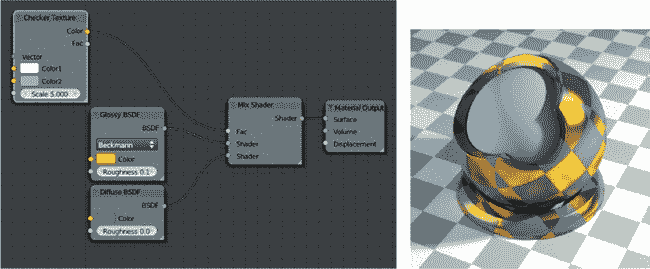 Checker Texture
Color
Fac
Vector
Color1
Color2
Scale 5.000
Glossy BSDF
BSDF
Beckmann
Color
Roughness 0.1
Diffuse BSDF
BSDF
Color
Roughness 0.0
Mix Shader
Shader
Fac
Shader
Shader
Material Output
Surface
Volume
Displacement